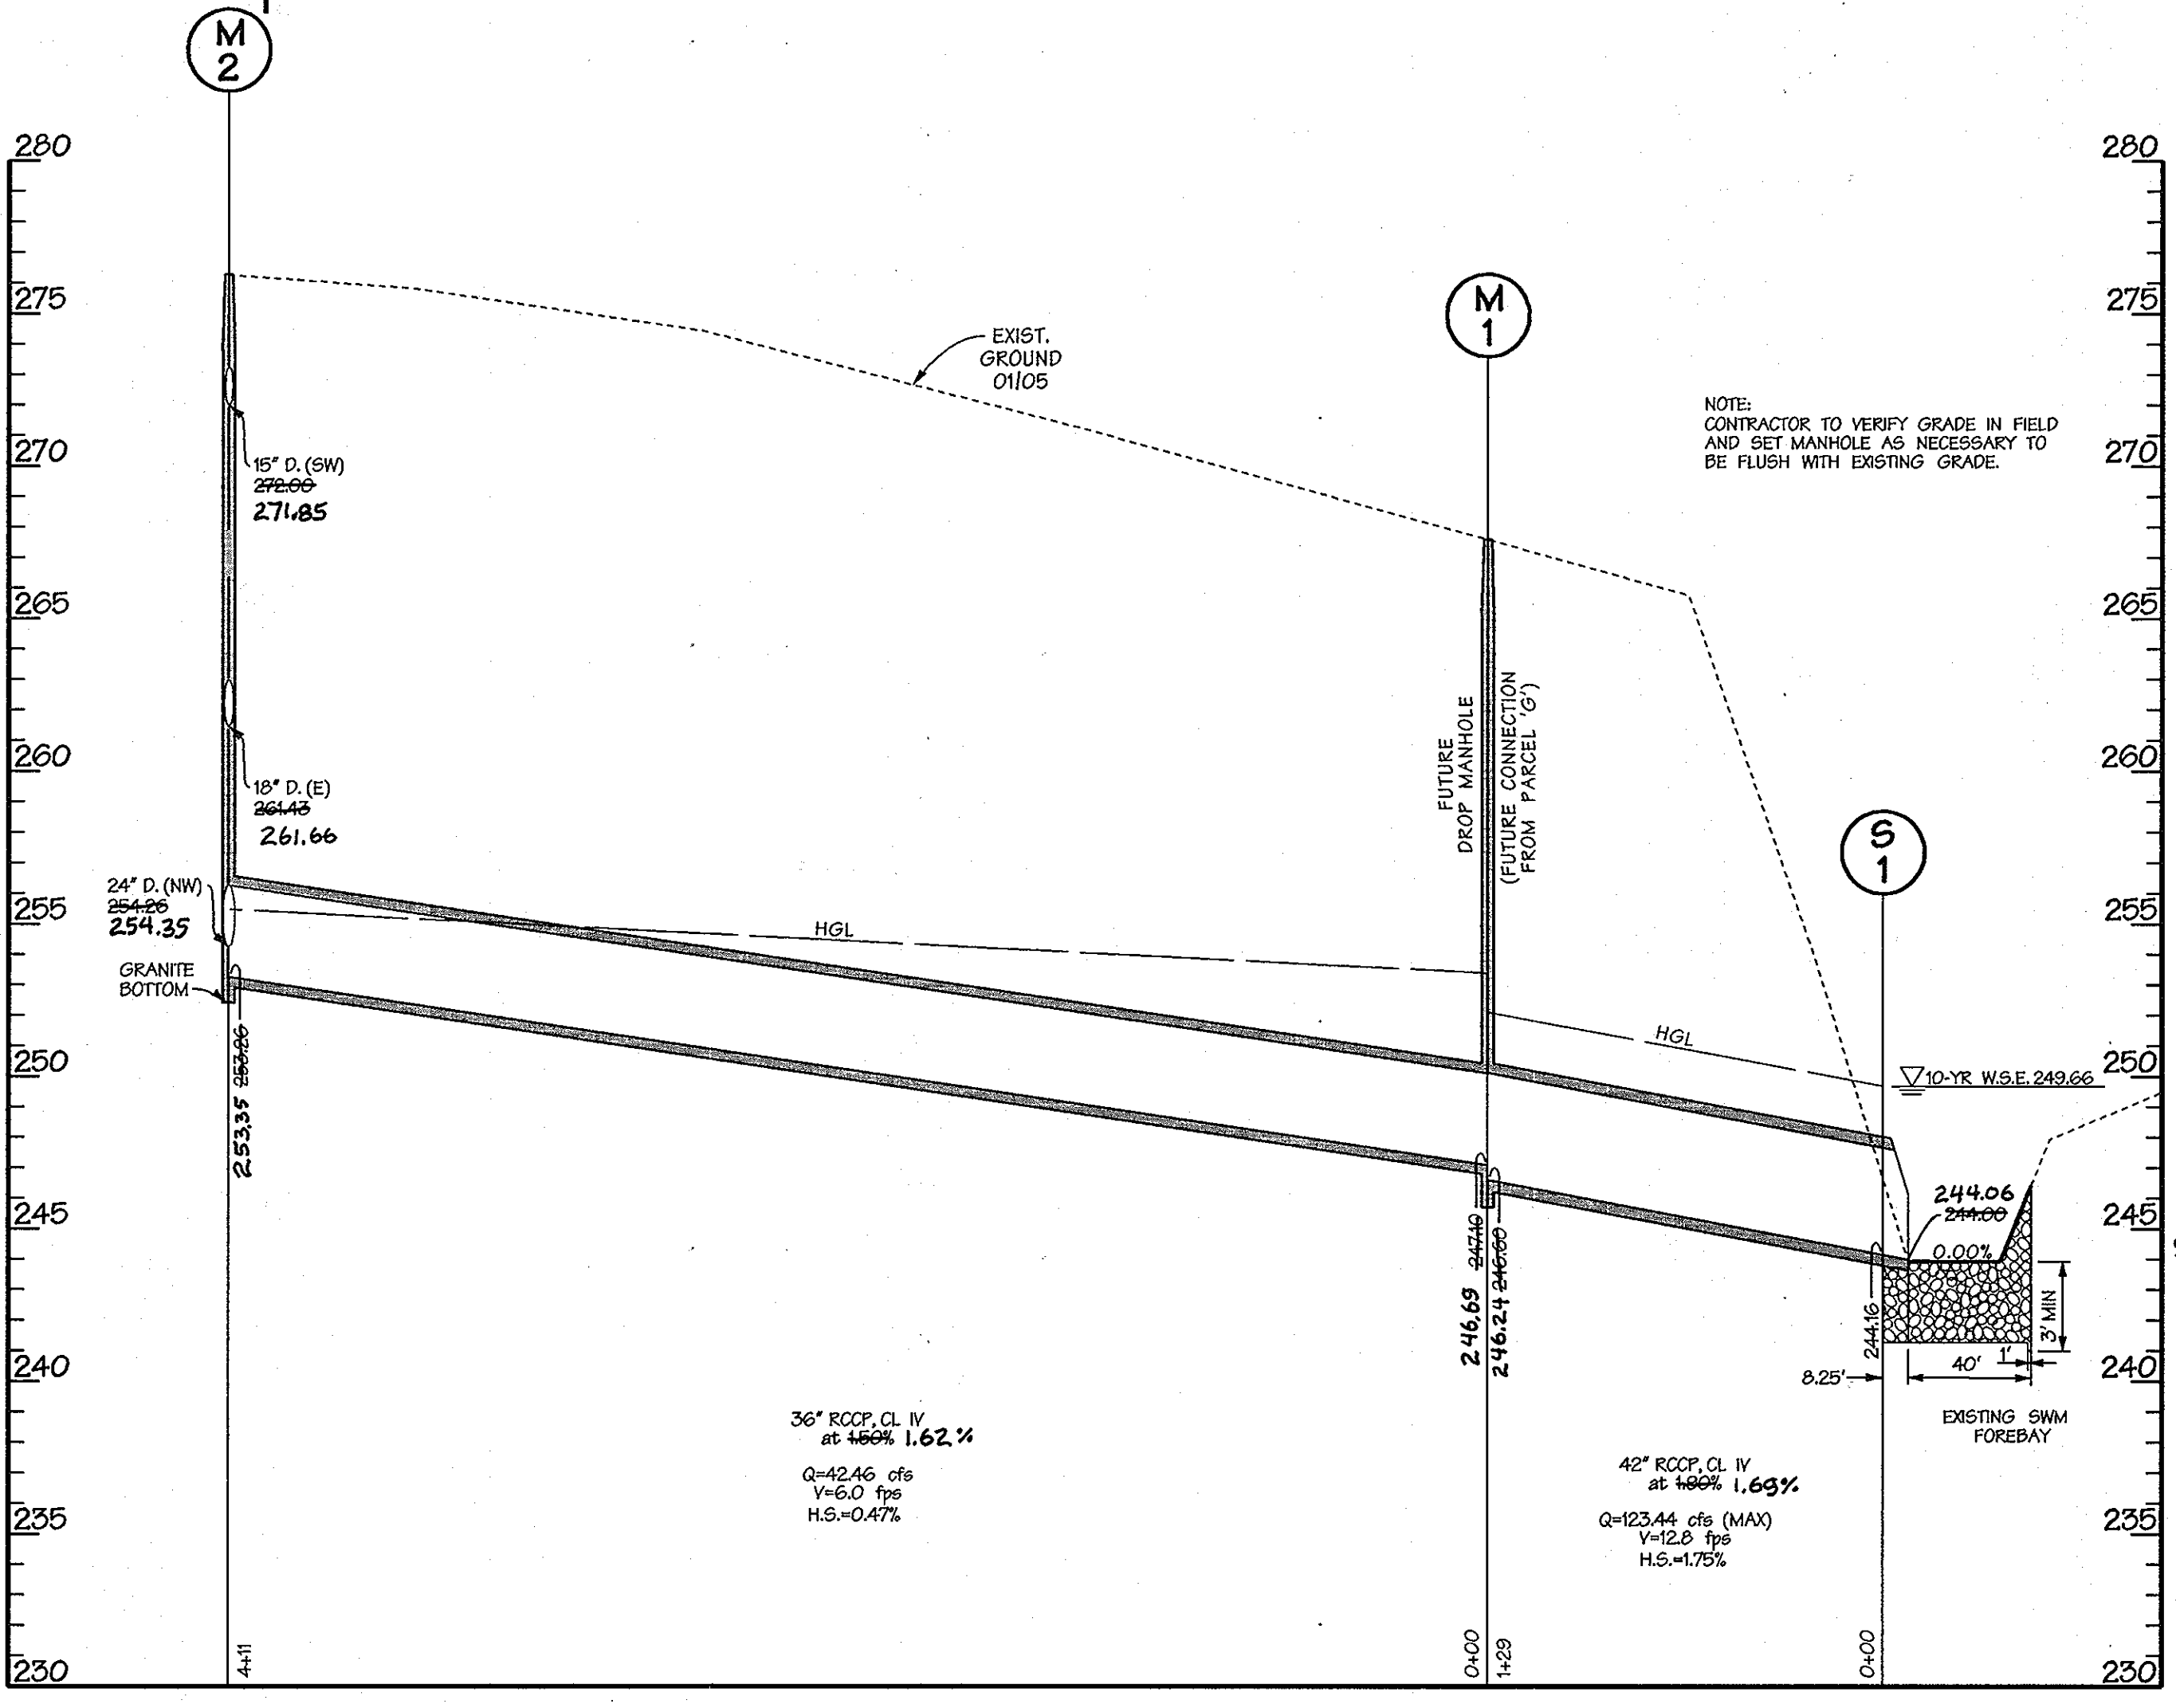 M
2
280
275
270
265
260
255
250
245
240
235
230
280
275
270
265
260
255
250
245
240
235
230
EXIST.
GROUND
01/05
M
1
NOTE:
CONTRACTOR TO VERIFY GRADE IN FIELD
AND SET MANHOLE AS NECESSARY TO
BE FLUSH WITH EXISTING GRADE.
15" D. (SW)
272.00
271.85
18" D. (E)
261.43
261.66
24" D. (NW)
254.26
254.35
GRANITE
BOTTOM
253.35 253.26
HGL
FUTURE
DROP MANHOLE
(FUTURE CONNECTION
FROM PARCEL 'G')
HGL
S
1
10-YR W.S.E. 249.66
244.06
244.00
0.00%
246.69 247.10
246.24 246.60
244.16
3' MIN
8.25'
40'
1'
EXISTING SWM
FOREBAY
36" RCCP, CL IV
at 1.50% 1.62%
Q=42.46 cfs
V=6.0 fps
H.S.=0.47%
42" RCCP, CL IV
at 1.80% 1.69%
Q=123.44 cfs (MAX)
V=12.8 fps
H.S.=1.75%
4+11
0+00
1+29
0+00